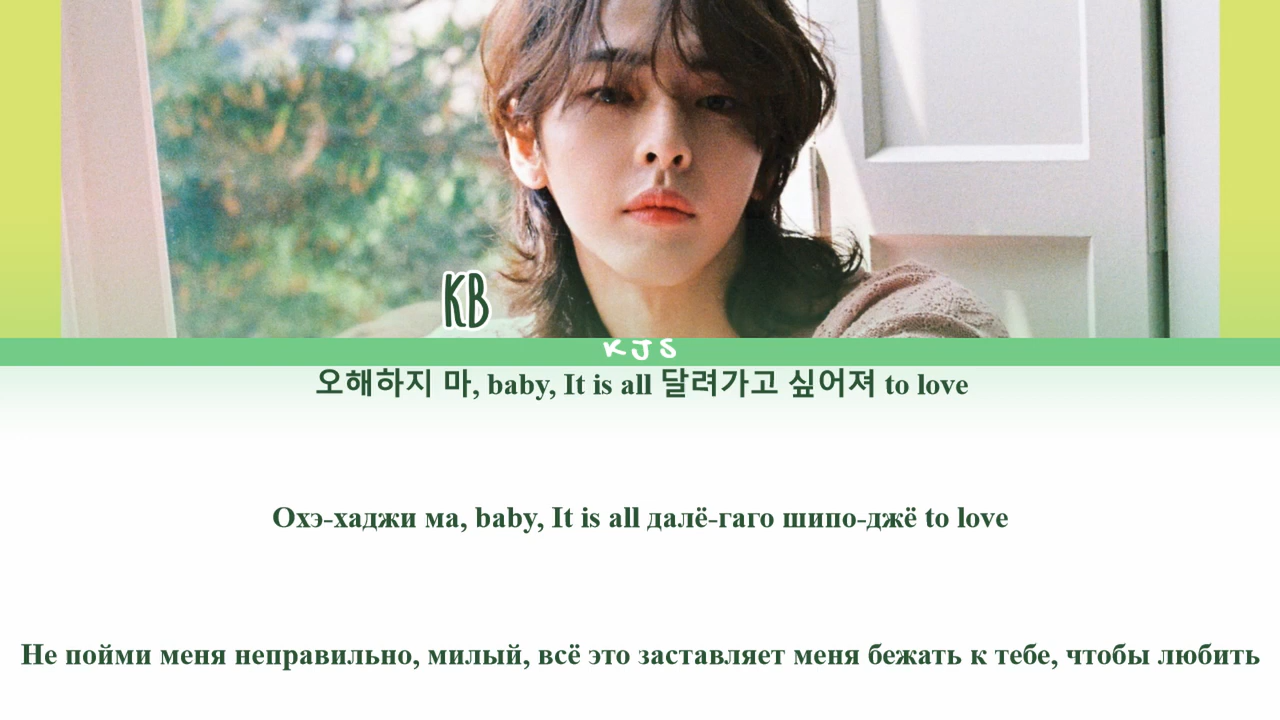 KB
KJS
오해하지 마, baby, It is all 달려가고 싶어져 to love
Охэ-хаджи ма, baby, It is all далё-гаго шипо-джё to love
Не пойми меня неправильно, милый, всё это заставляет меня бежать к тебе, чтобы любить